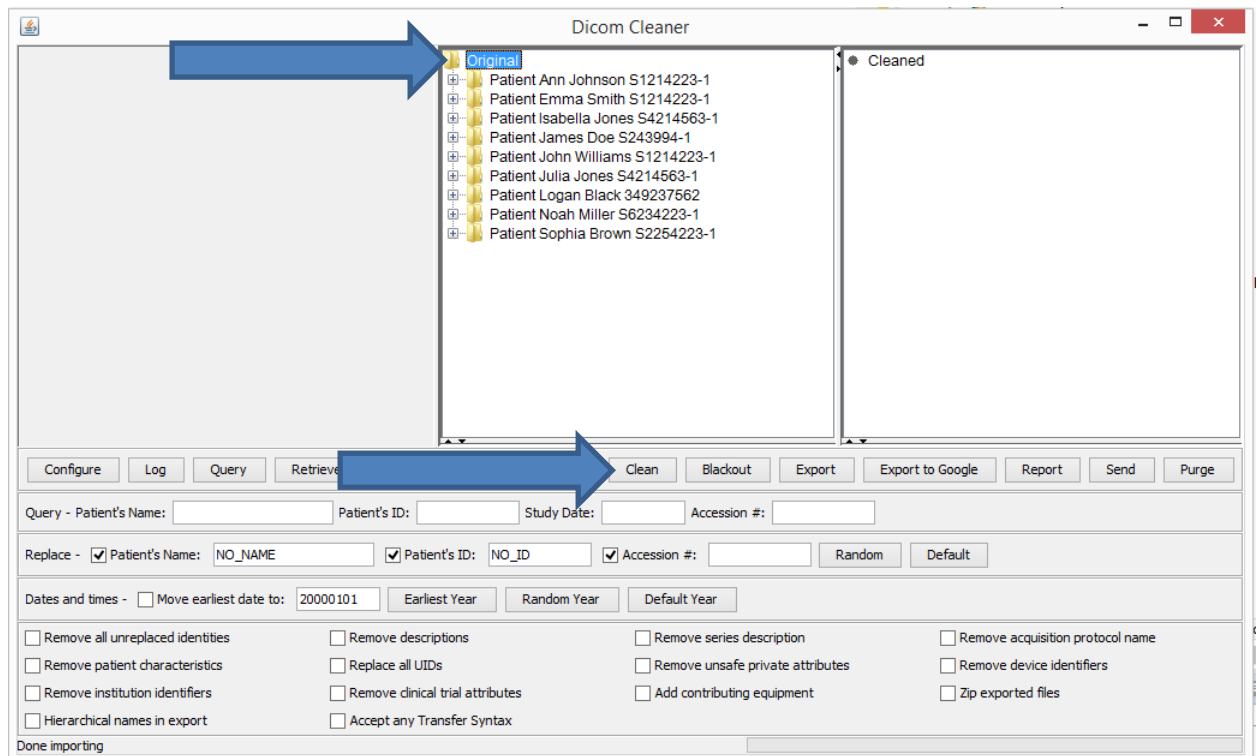 Dicom Cleaner
Original
Patient Ann Johnson S1214223-1
Patient Emma Smith S1214223-1
Patient Isabella Jones S4214563-1
Patient James Doe S243994-1
Patient John Williams S1214223-1
Patient Julia Jones S4214563-1
Patient Logan Black 349237562
Patient Noah Miller S6234223-1
Patient Sophia Brown S2254223-1
Cleaned
Configure Log Query Retrieve Clean Blackout Export Export to Google Report Send Purge
Query - Patient's Name: Patient's ID: Study Date: Accession #:
Replace - Patient's Name: NO_NAME Patient's ID: NO_ID Accession #: Random Default
Dates and times - Move earliest date to: 20000101 Earliest Year Random Year Default Year
Remove all unreplaced identities Remove descriptions Remove series description Remove acquisition protocol name
Remove patient characteristics Replace all UIDs Remove unsafe private attributes Remove device identifiers
Remove institution identifiers Remove clinical trial attributes Add contributing equipment Zip exported files
Hierarchical names in export Accept any Transfer Syntax
Done importing